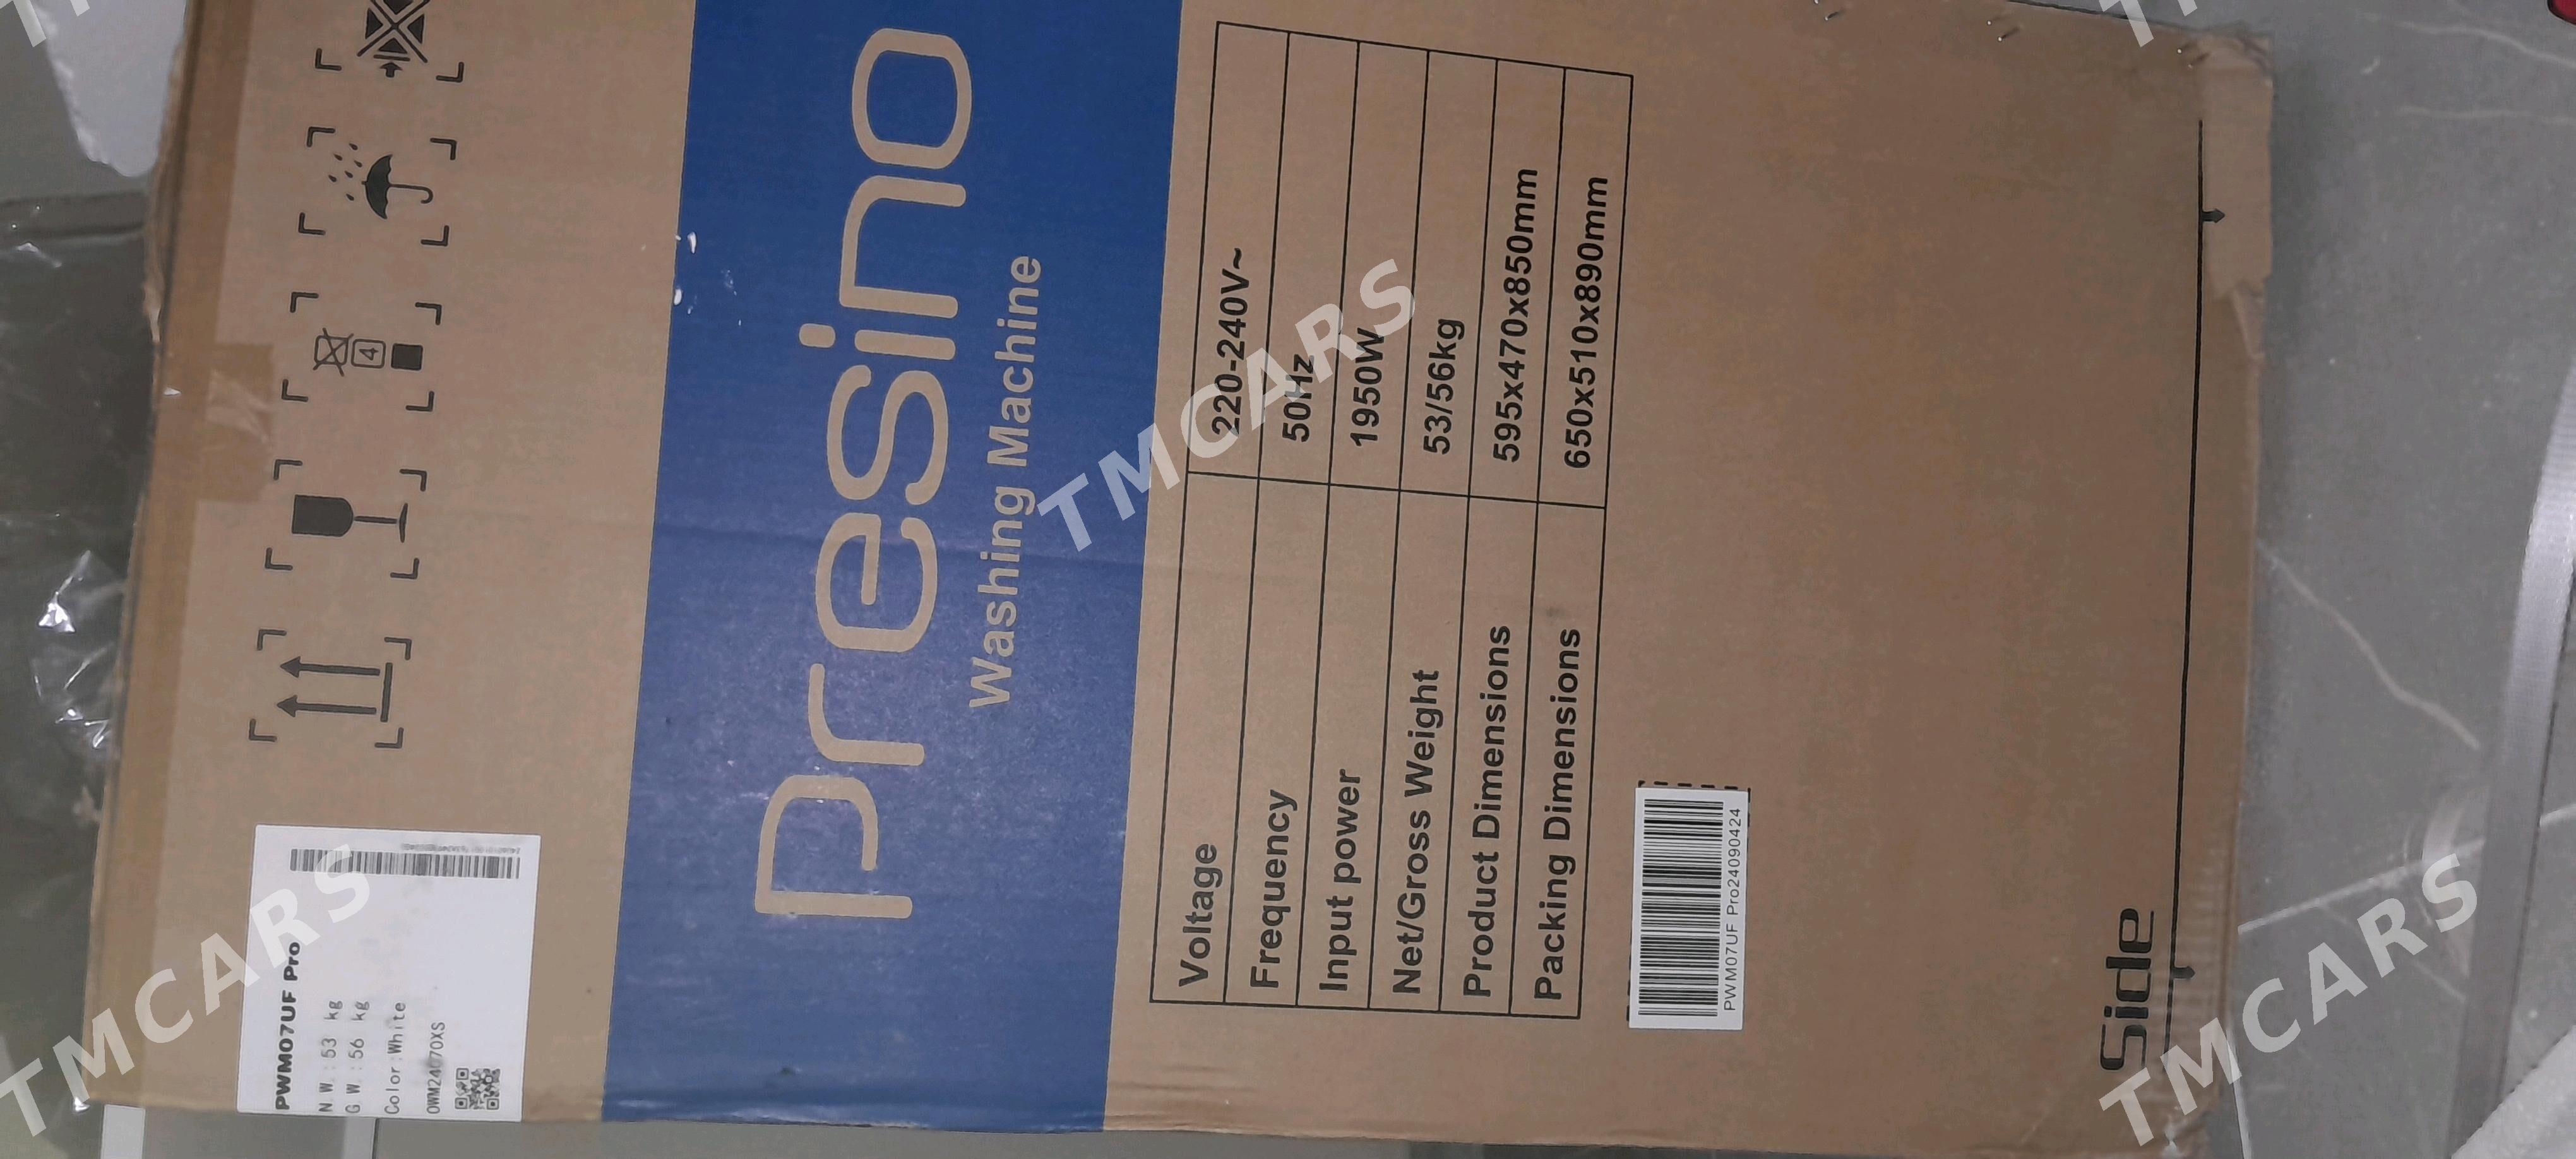 PWM07UF Pro
N. W. :53 kg
G. W. :56 kg
Color:White
4
presino
Washing Machine
Voltage 220-240V~
Frequency 50Hz
Input power 1950W
Net/Gross Weight 53/56kg
Product Dimensions 595x470x850mm
Packing Dimensions 650x510x890mm
PWM07UF Pro24090424
Side
TMCARS
TMCARS
TMCARS